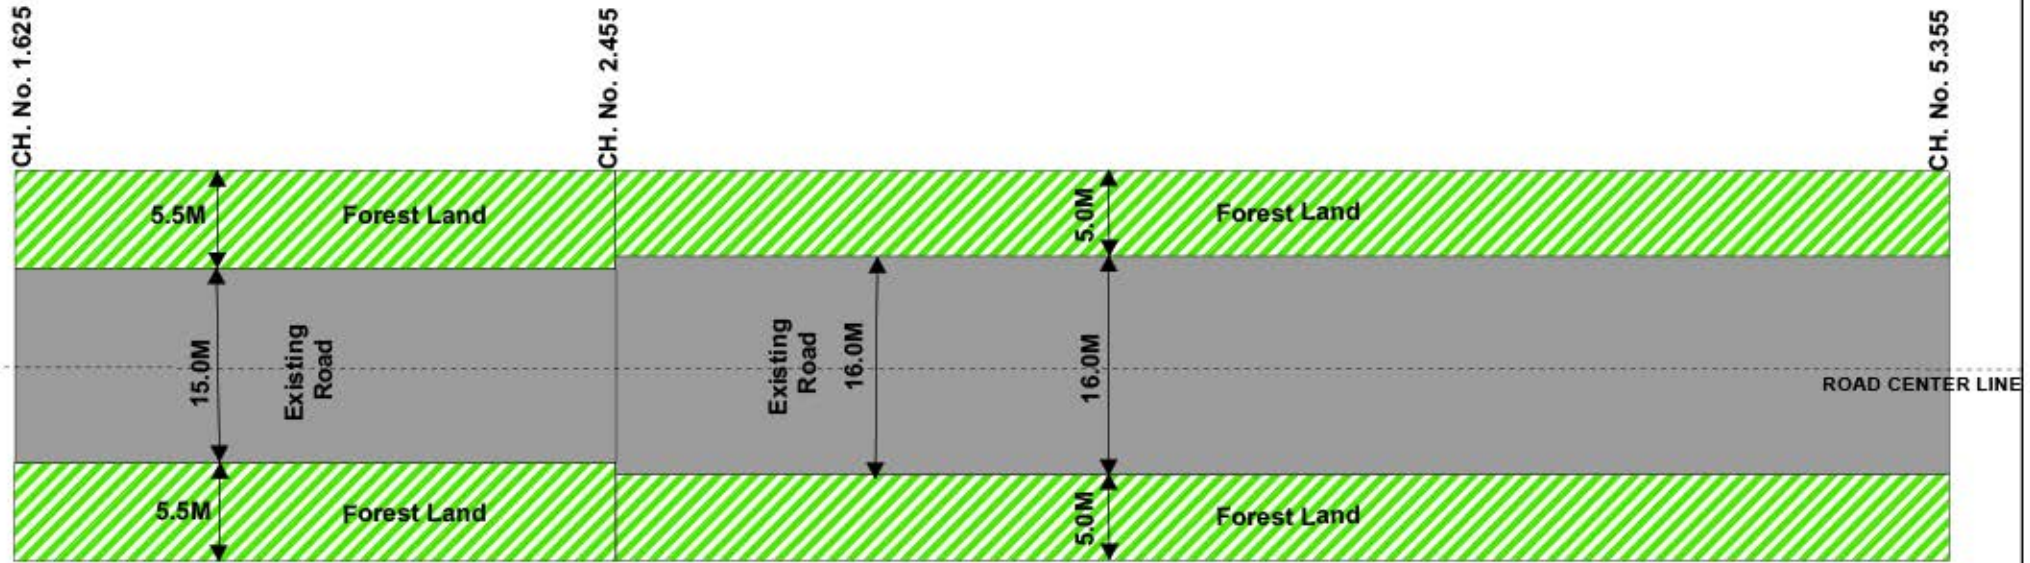 CH. No. 1.625
CH. No. 2.455
CH. No. 5.355
5.5M
Forest Land
5.0M
Forest Land
15.0M
Existing
Road
Existing
Road
16.0M
16.0M
ROAD CENTER LINE
5.5M
Forest Land
5.0M
Forest Land